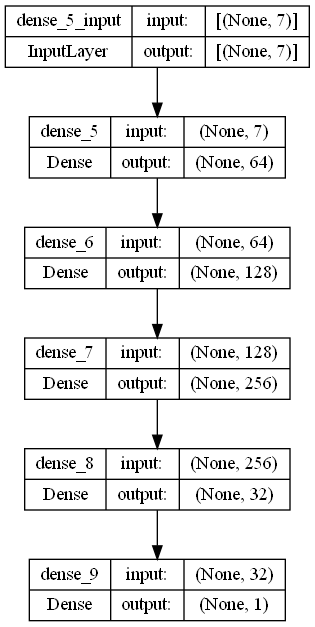 dense_5_input input: [(None, 7)]
InputLayer output: [(None, 7)]
dense_5 input: (None, 7)
Dense output: (None, 64)
dense_6 input: (None, 64)
Dense output: (None, 128)
dense_7 input: (None, 128)
Dense output: (None, 256)
dense_8 input: (None, 256)
Dense output: (None, 32)
dense_9 input: (None, 32)
Dense output: (None, 1)